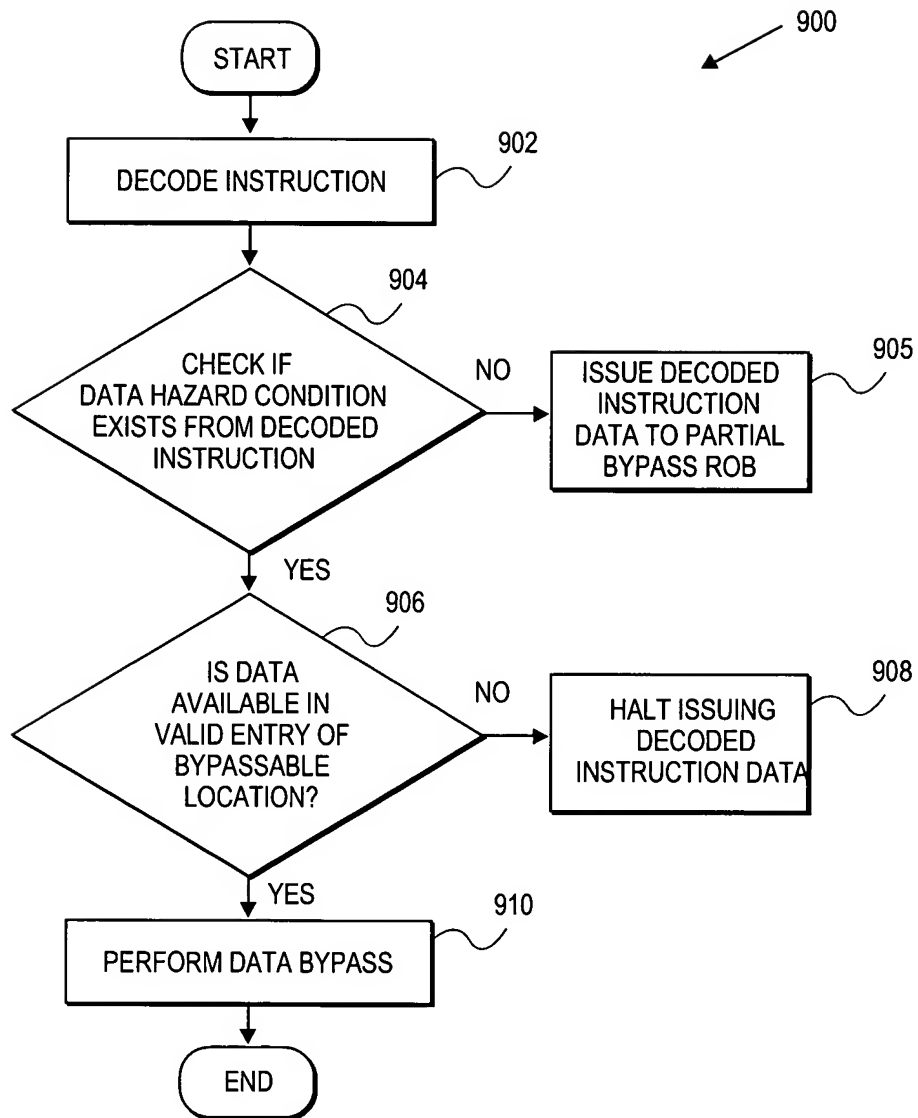 900
START
902
DECODE INSTRUCTION
904
CHECK IF
DATA HAZARD CONDITION
EXISTS FROM DECODED
INSTRUCTION
NO
905
ISSUE DECODED
INSTRUCTION
DATA TO PARTIAL
BYPASS ROB
YES
906
IS DATA
AVAILABLE IN
VALID ENTRY OF
BYPASSABLE
LOCATION?
NO
908
HALT ISSUING
DECODED
INSTRUCTION DATA
YES
910
PERFORM DATA BYPASS
END